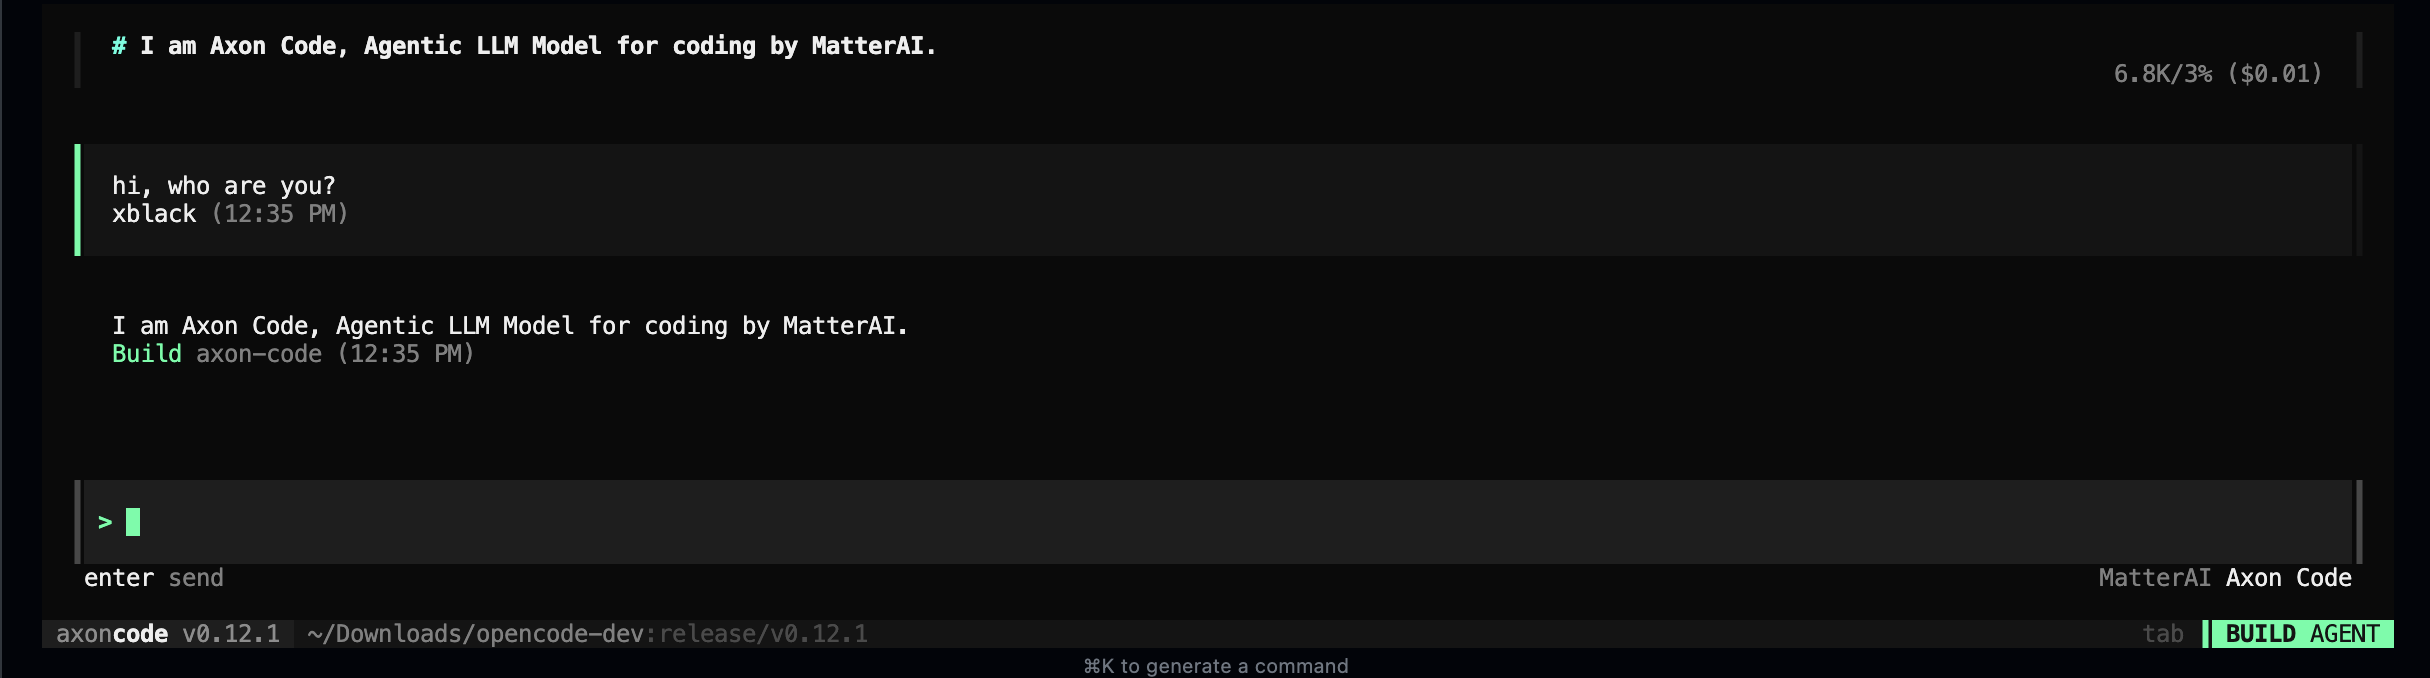 # I am Axon Code, Agentic LLM Model for coding by MatterAI.
6.8K/3% ($0.01)
hi, who are you?
xblack (12:35 PM)
I am Axon Code, Agentic LLM Model for coding by MatterAI.
Build axon-code (12:35 PM)
>
enter send
MatterAI Axon Code
axoncode v0.12.1 ~/Downloads/opencode-dev:release/v0.12.1
tab BUILD AGENT
⌘K to generate a command